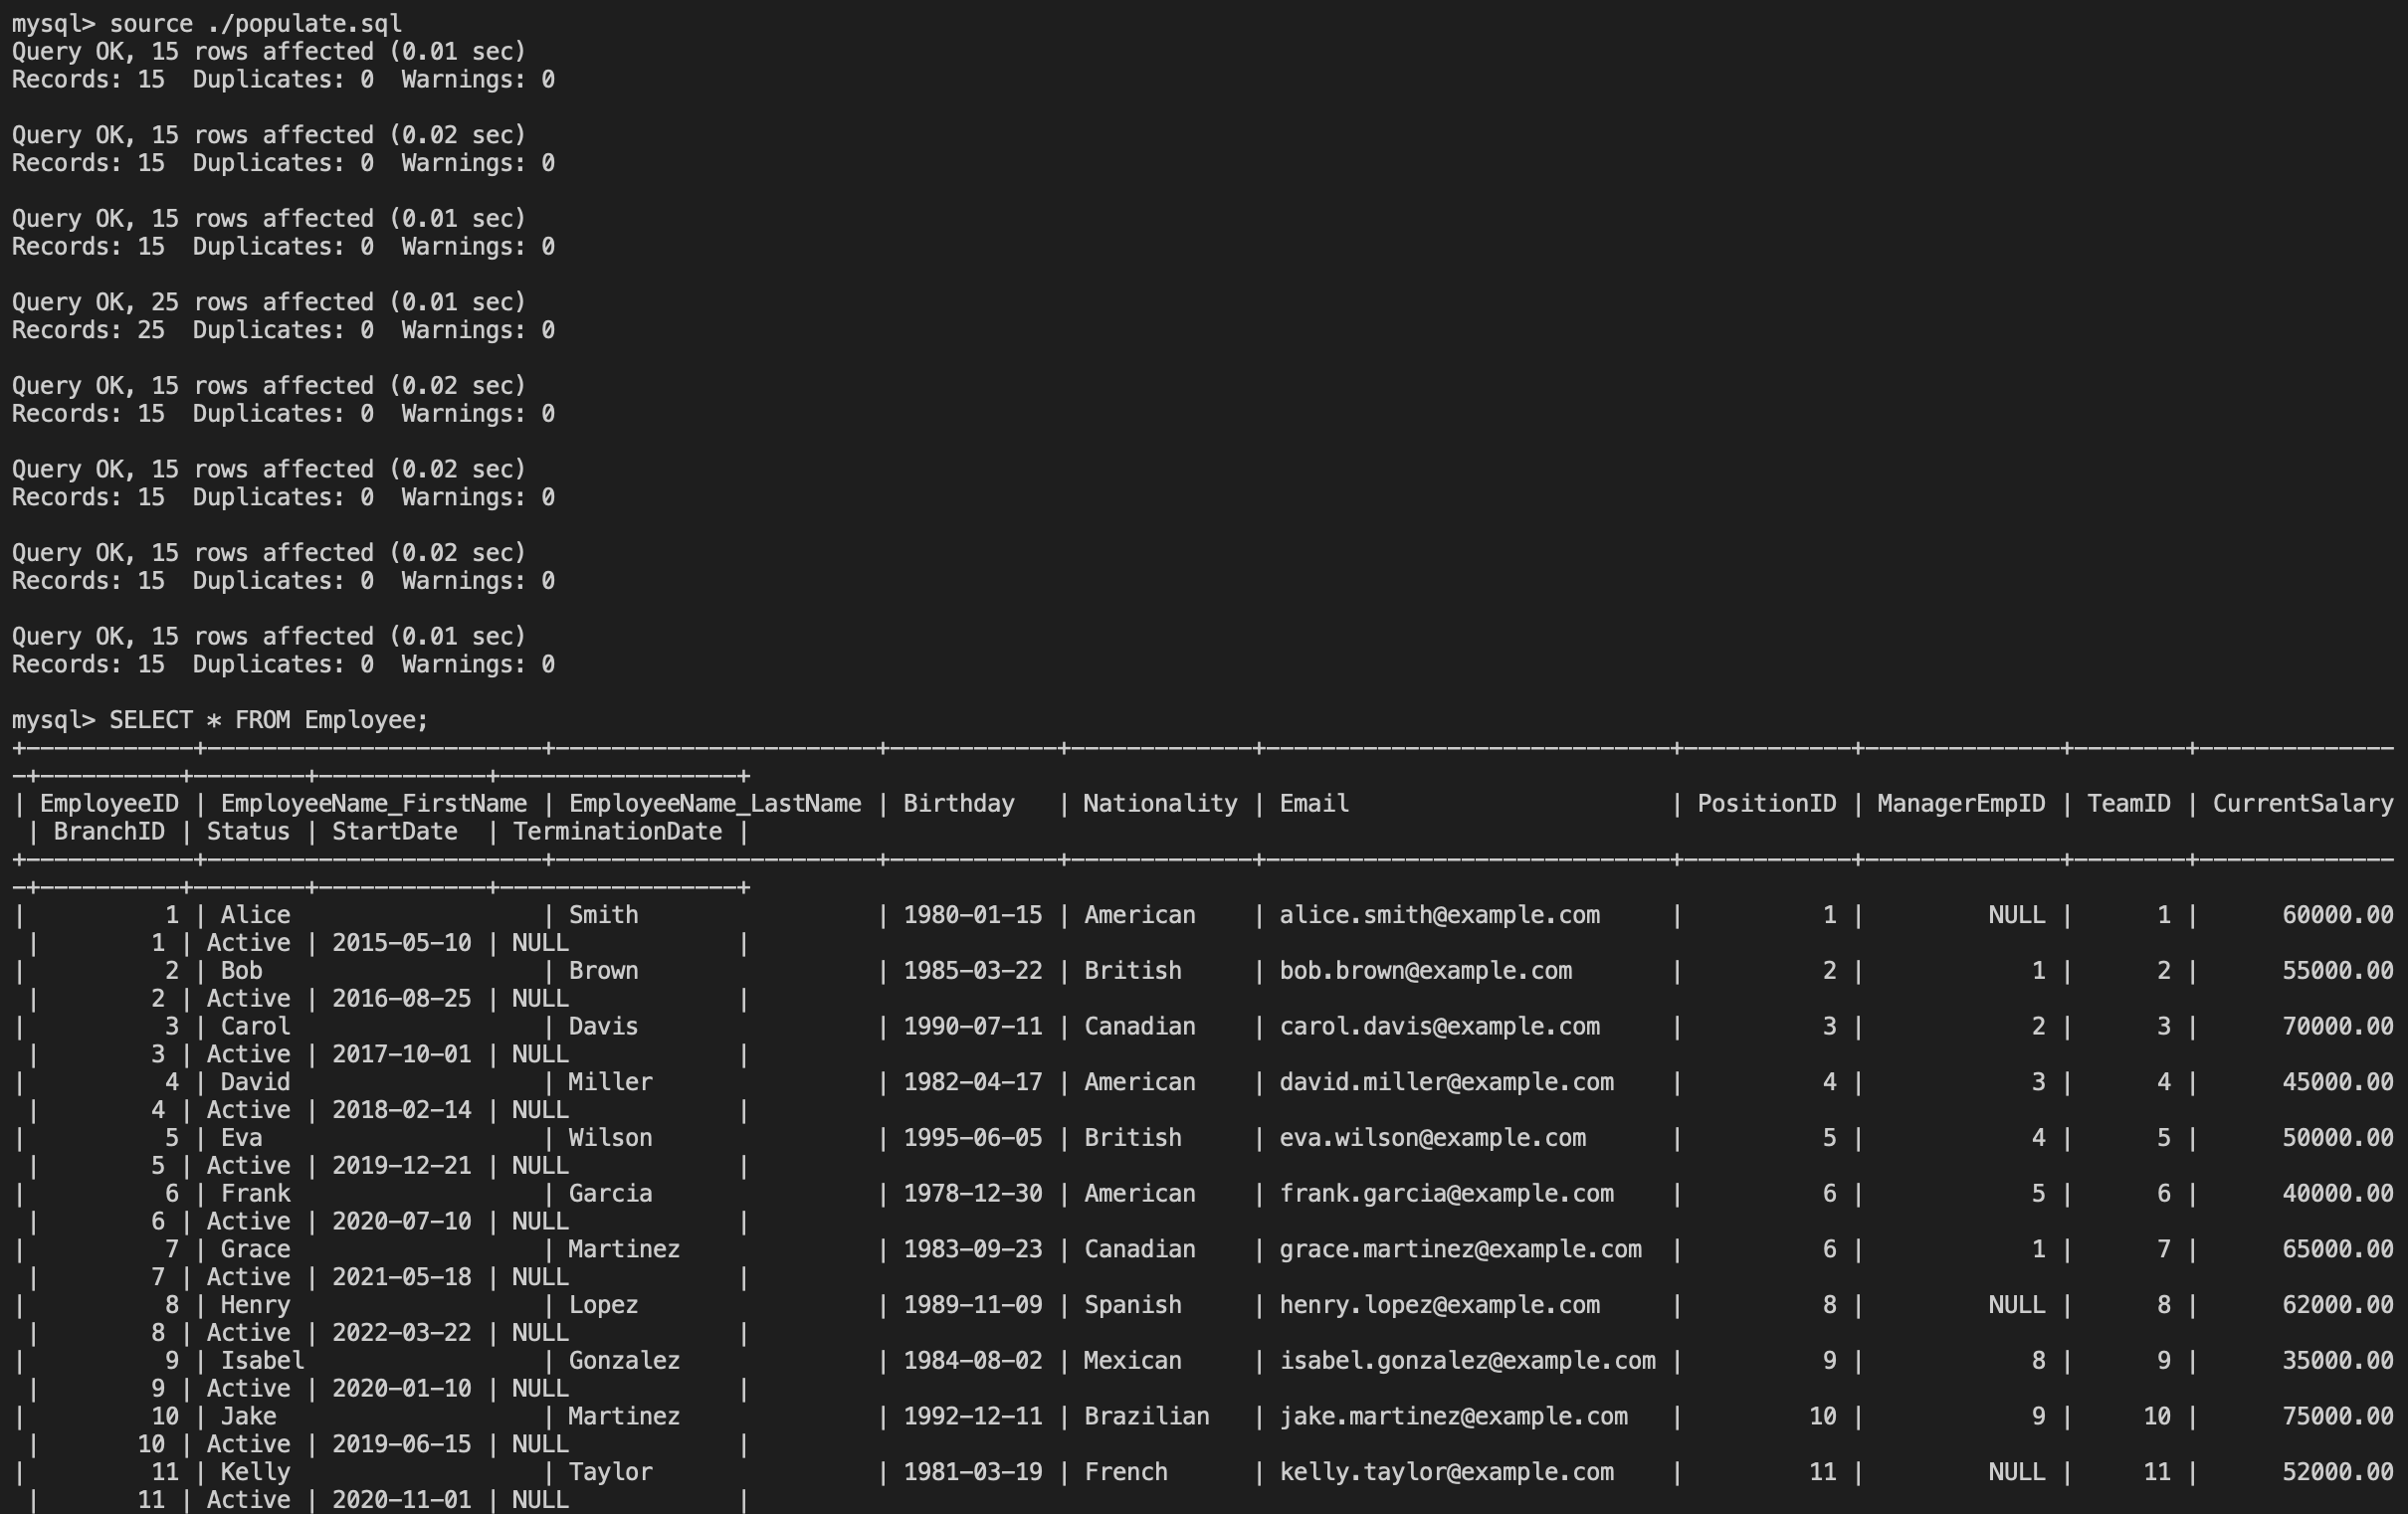 mysql> source ./populate.sql
Query OK, 15 rows affected (0.01 sec)
Records: 15  Duplicates: 0  Warnings: 0

Query OK, 15 rows affected (0.02 sec)
Records: 15  Duplicates: 0  Warnings: 0

Query OK, 15 rows affected (0.01 sec)
Records: 15  Duplicates: 0  Warnings: 0

Query OK, 25 rows affected (0.01 sec)
Records: 25  Duplicates: 0  Warnings: 0

Query OK, 15 rows affected (0.02 sec)
Records: 15  Duplicates: 0  Warnings: 0

Query OK, 15 rows affected (0.02 sec)
Records: 15  Duplicates: 0  Warnings: 0

Query OK, 15 rows affected (0.02 sec)
Records: 15  Duplicates: 0  Warnings: 0

Query OK, 15 rows affected (0.01 sec)
Records: 15  Duplicates: 0  Warnings: 0

mysql> SELECT * FROM Employee;
+------------+------------------------+-----------------------+------------+-------------+-----------------------------+------------+--------------+--------+--------------
-+----------+--------+------------+-----------------+
| EmployeeID | EmployeeName_FirstName | EmployeeName_LastName | Birthday   | Nationality | Email                       | PositionID | ManagerEmpID | TeamID | CurrentSalary
 | BranchID | Status | StartDate  | TerminationDate |
+------------+------------------------+-----------------------+------------+-------------+-----------------------------+------------+--------------+--------+--------------
-+----------+--------+------------+-----------------+
|          1 | Alice                  | Smith                 | 1980-01-15 | American    | alice.smith@example.com     |          1 |         NULL |      1 |     60000.00
 |        1 | Active | 2015-05-10 | NULL            |
|          2 | Bob                    | Brown                 | 1985-03-22 | British     | bob.brown@example.com       |          2 |            1 |      2 |     55000.00
 |        2 | Active | 2016-08-25 | NULL            |
|          3 | Carol                  | Davis                 | 1990-07-11 | Canadian    | carol.davis@example.com     |          3 |            2 |      3 |     70000.00
 |        3 | Active | 2017-10-01 | NULL            |
|          4 | David                  | Miller                | 1982-04-17 | American    | david.miller@example.com    |          4 |            3 |      4 |     45000.00
 |        4 | Active | 2018-02-14 | NULL            |
|          5 | Eva                    | Wilson                | 1995-06-05 | British     | eva.wilson@example.com      |          5 |            4 |      5 |     50000.00
 |        5 | Active | 2019-12-21 | NULL            |
|          6 | Frank                  | Garcia                | 1978-12-30 | American    | frank.garcia@example.com    |          6 |            5 |      6 |     40000.00
 |        6 | Active | 2020-07-10 | NULL            |
|          7 | Grace                  | Martinez              | 1983-09-23 | Canadian    | grace.martinez@example.com  |          6 |            1 |      7 |     65000.00
 |        7 | Active | 2021-05-18 | NULL            |
|          8 | Henry                  | Lopez                 | 1989-11-09 | Spanish     | henry.lopez@example.com     |          8 |         NULL |      8 |     62000.00
 |        8 | Active | 2022-03-22 | NULL            |
|          9 | Isabel                 | Gonzalez              | 1984-08-02 | Mexican     | isabel.gonzalez@example.com |          9 |            8 |      9 |     35000.00
 |        9 | Active | 2020-01-10 | NULL            |
|         10 | Jake                   | Martinez              | 1992-12-11 | Brazilian   | jake.martinez@example.com   |         10 |            9 |     10 |     75000.00
 |       10 | Active | 2019-06-15 | NULL            |
|         11 | Kelly                  | Taylor                | 1981-03-19 | French      | kelly.taylor@example.com    |         11 |         NULL |     11 |     52000.00
 |       11 | Active | 2020-11-01 | NULL            |